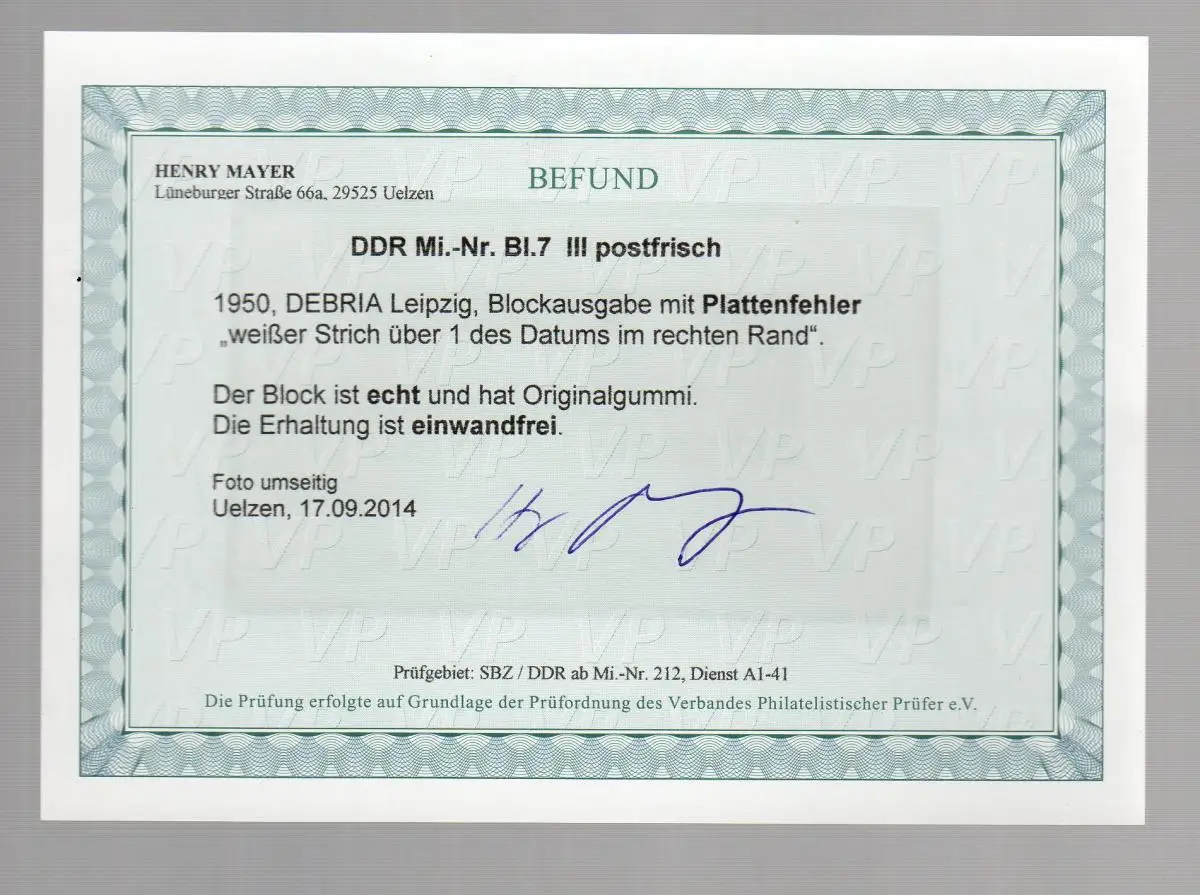 HENRY MAYER
Lüneburger Straße 66a, 29525 Uelzen
BEFUND
DDR Mi.-Nr. Bl.7 III postfrisch
1950, DEBRIA Leipzig, Blockausgabe mit Plattenfehler
„weißer Strich über 1 des Datums im rechten Rand“.
Der Block ist echt und hat Originalgummi.
Die Erhaltung ist einwandfrei.
Foto umseitig
Uelzen, 17.09.2014
Prüfgebiet: SBZ / DDR ab Mi.-Nr. 212, Dienst A1-41
Die Prüfung erfolgte auf Grundlage der Prüfordnung des Verbandes Philatelistischer Prüfer e.V.